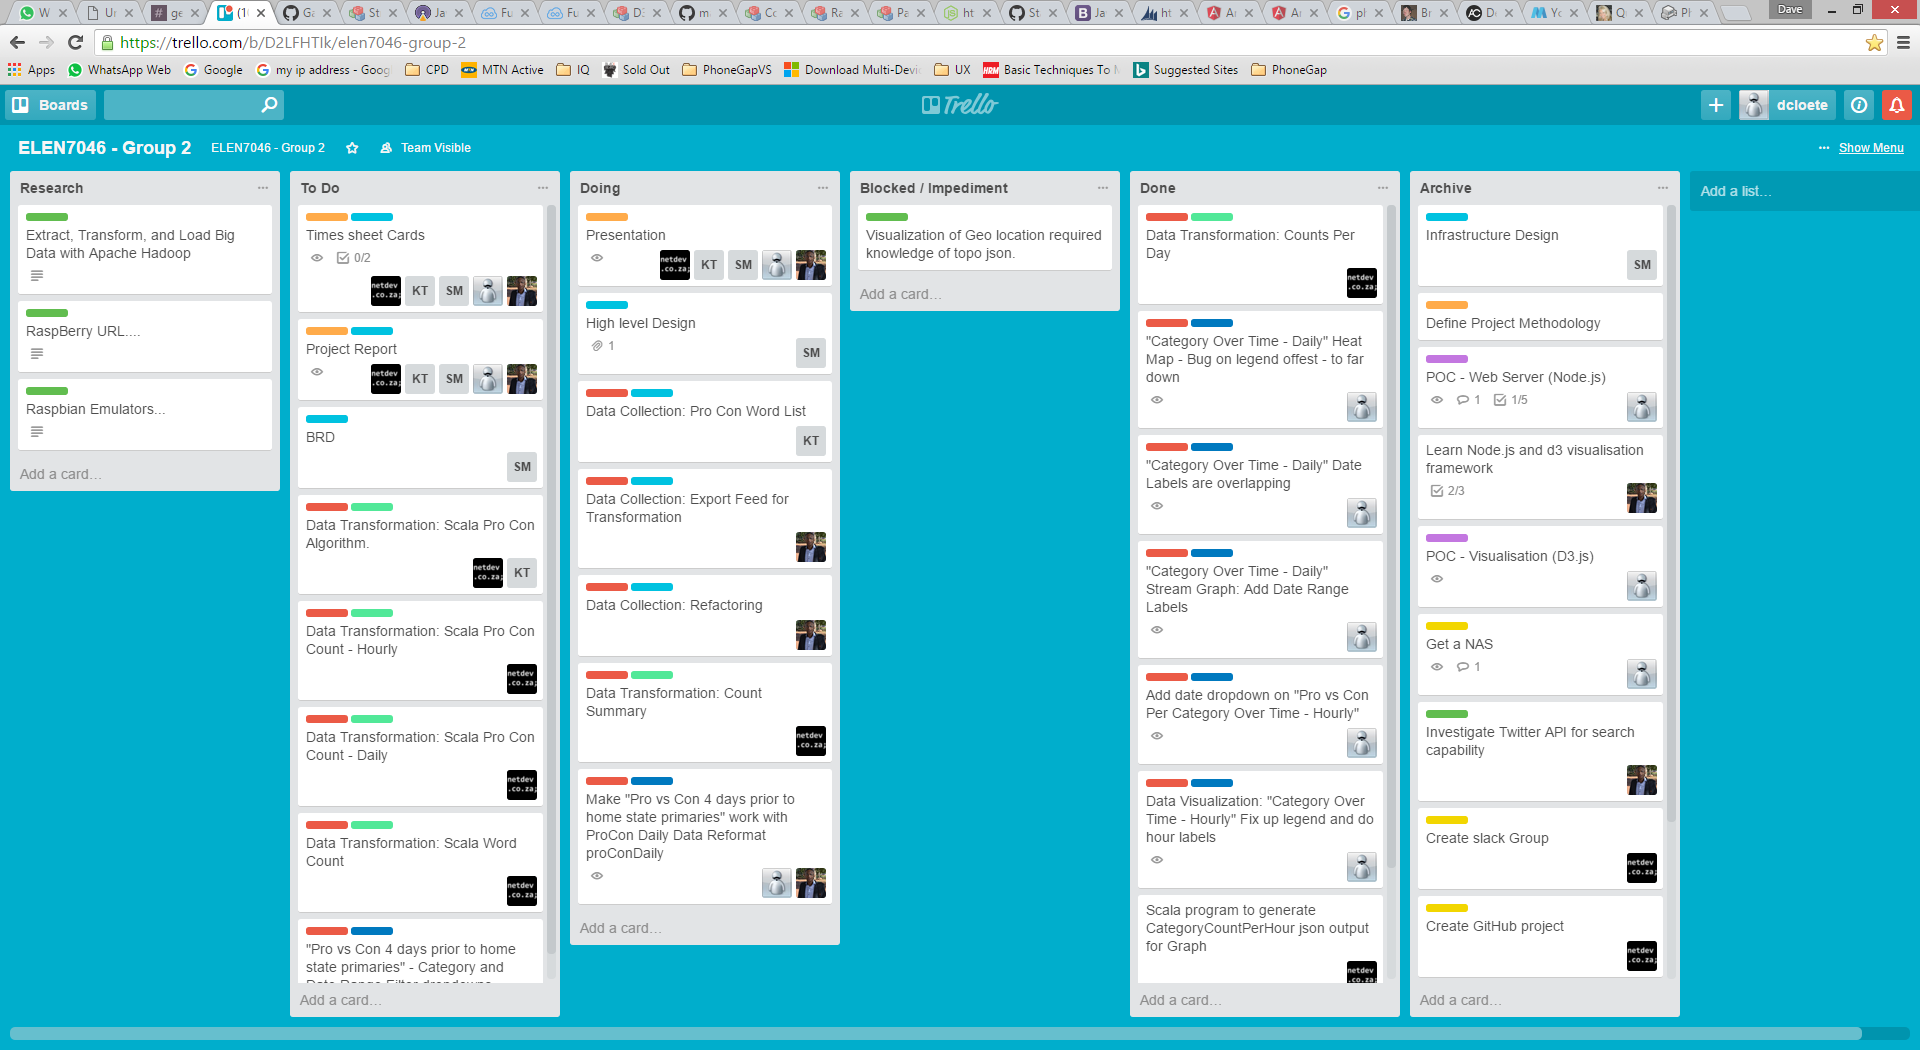 W
Ur
ge
(1
G
St
Ja
Fu
Fu
D3
m
Co
Ra
Pa
ht
St
Ja
ht
A
A
pl
Br
D
Yo
Q
Pl
Dave
https://trello.com/b/D2LFHTIk/elen7046-group-2
Apps
WhatsApp Web
Google
my ip address - Goog
CPD
MTN Active
IQ
Sold Out
PhoneGapVS
Download Multi-Devi
UX
Basic Techniques To M
Suggested Sites
PhoneGap
Boards
Trello
dcloete
ELEN7046 - Group 2
ELEN7046 - Group 2
Team Visible
Show Menu
Research
Extract, Transform, and Load Big
Data with Apache Hadoop
RaspBerry URL....
Raspbian Emulators...
Add a card...
To Do
Times sheet Cards
0/2
netdev
.co.za;
KT
SM
Project Report
netdev
.co.za;
KT
SM
BRD
SM
Data Transformation: Scala Pro Con
Algorithm.
netdev
.co.za;
KT
Data Transformation: Scala Pro Con
Count - Hourly
netdev
.co.za;
Data Transformation: Scala Pro Con
Count - Daily
netdev
.co.za;
Data Transformation: Scala Word
Count
netdev
.co.za;
"Pro vs Con 4 days prior to home
state primaries" - Category and
Date Range Filter dropdowns
Add a card...
Doing
Presentation
netdev
.co.za;
KT
SM
High level Design
1
SM
Data Collection: Pro Con Word List
KT
Data Collection: Export Feed for
Transformation
Data Collection: Refactoring
Data Transformation: Count
Summary
netdev
.co.za;
Make "Pro vs Con 4 days prior to
home state primaries" work with
ProCon Daily Data Reformat
proConDaily
Add a card...
Blocked / Impediment
Visualization of Geo location required
knowledge of topo json.
Add a card...
Done
Data Transformation: Counts Per
Day
netdev
.co.za;
"Category Over Time - Daily" Heat
Map - Bug on legend offest - to far
down
"Category Over Time - Daily" Date
Labels are overlapping
"Category Over Time - Daily"
Stream Graph: Add Date Range
Labels
Add date dropdown on "Pro vs Con
Per Category Over Time - Hourly"
Data Visualization: "Category Over
Time - Hourly" Fix up legend and do
hour labels
Scala program to generate
CategoryCountPerHour json output
for Graph
netdev
.co.za;
Add a card...
Archive
Infrastructure Design
SM
Define Project Methodology
POC - Web Server (Node.js)
1
1/5
Learn Node.js and d3 visualisation
framework
2/3
POC - Visualisation (D3.js)
Get a NAS
1
Investigate Twitter API for search
capability
Create slack Group
netdev
.co.za;
Create GitHub project
netdev
.co.za;
Add a card...
Add a list...